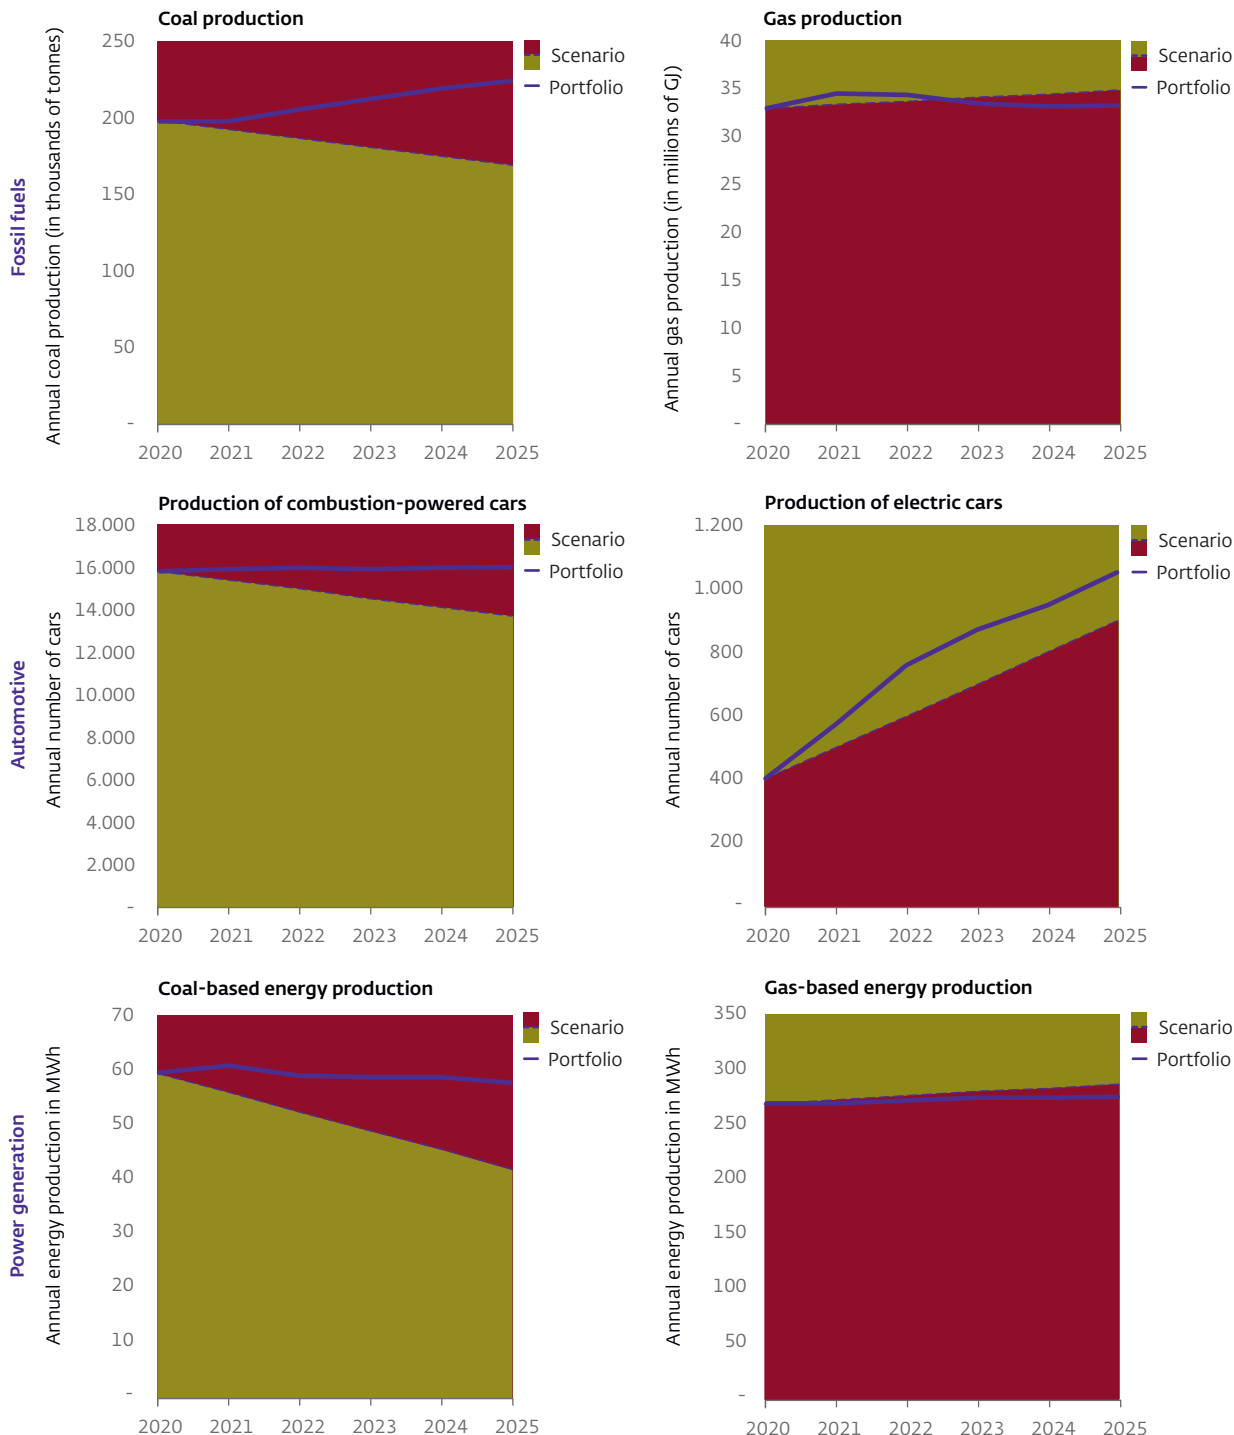 Fossil fuels
Coal production
Annual coal production (in thousands of tonnes)
250
200
150
100
50
-
2020 2021 2022 2023 2024 2025
Scenario
Portfolio
Gas production
Annual gas production (in millions of GJ)
40
35
30
25
20
15
10
5
-
2020 2021 2022 2023 2024 2025
Scenario
Portfolio
Automotive
Production of combustion-powered cars
Annual number of cars
18.000
16.000
14.000
12.000
10.000
8.000
6.000
4.000
2.000
-
2020 2021 2022 2023 2024 2025
Scenario
Portfolio
Production of electric cars
Annual number of cars
1.200
1.000
800
600
400
200
-
2020 2021 2022 2023 2024 2025
Scenario
Portfolio
Power generation
Coal-based energy production
Annual energy production in MWh
70
60
50
40
30
20
10
-
2020 2021 2022 2023 2024 2025
Scenario
Portfolio
Gas-based energy production
Annual energy production in MWh
350
300
250
200
150
100
50
-
2020 2021 2022 2023 2024 2025
Scenario
Portfolio